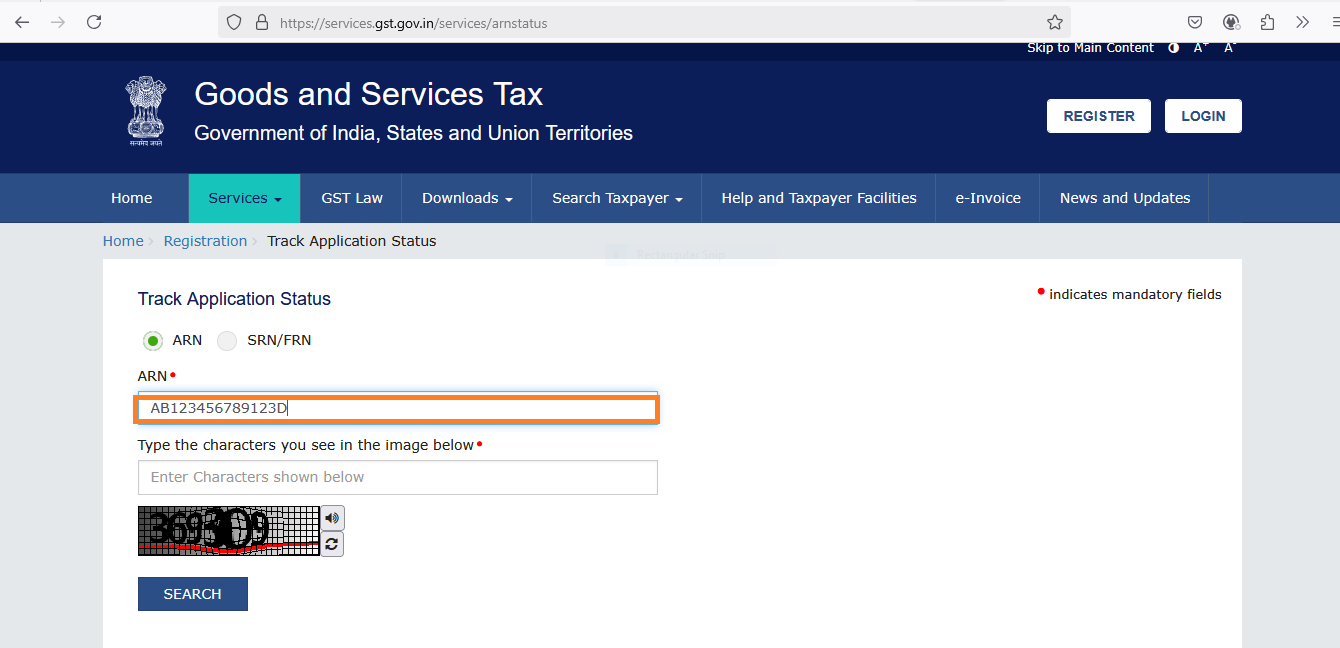 https://services.gst.gov.in/services/arnstatus
Skip to Main Content A+ A-
Goods and Services Tax
Government of India, States and Union Territories
सत्यमेव जयते
REGISTER LOGIN
Home Services GST Law Downloads Search Taxpayer Help and Taxpayer Facilities e-Invoice News and Updates
Home Registration Track Application Status
Rectangular Snip
Track Application Status
• indicates mandatory fields
ARN SRN/FRN
ARN•
AB123456789123D
Type the characters you see in the image below•
Enter Characters shown below
SEARCH